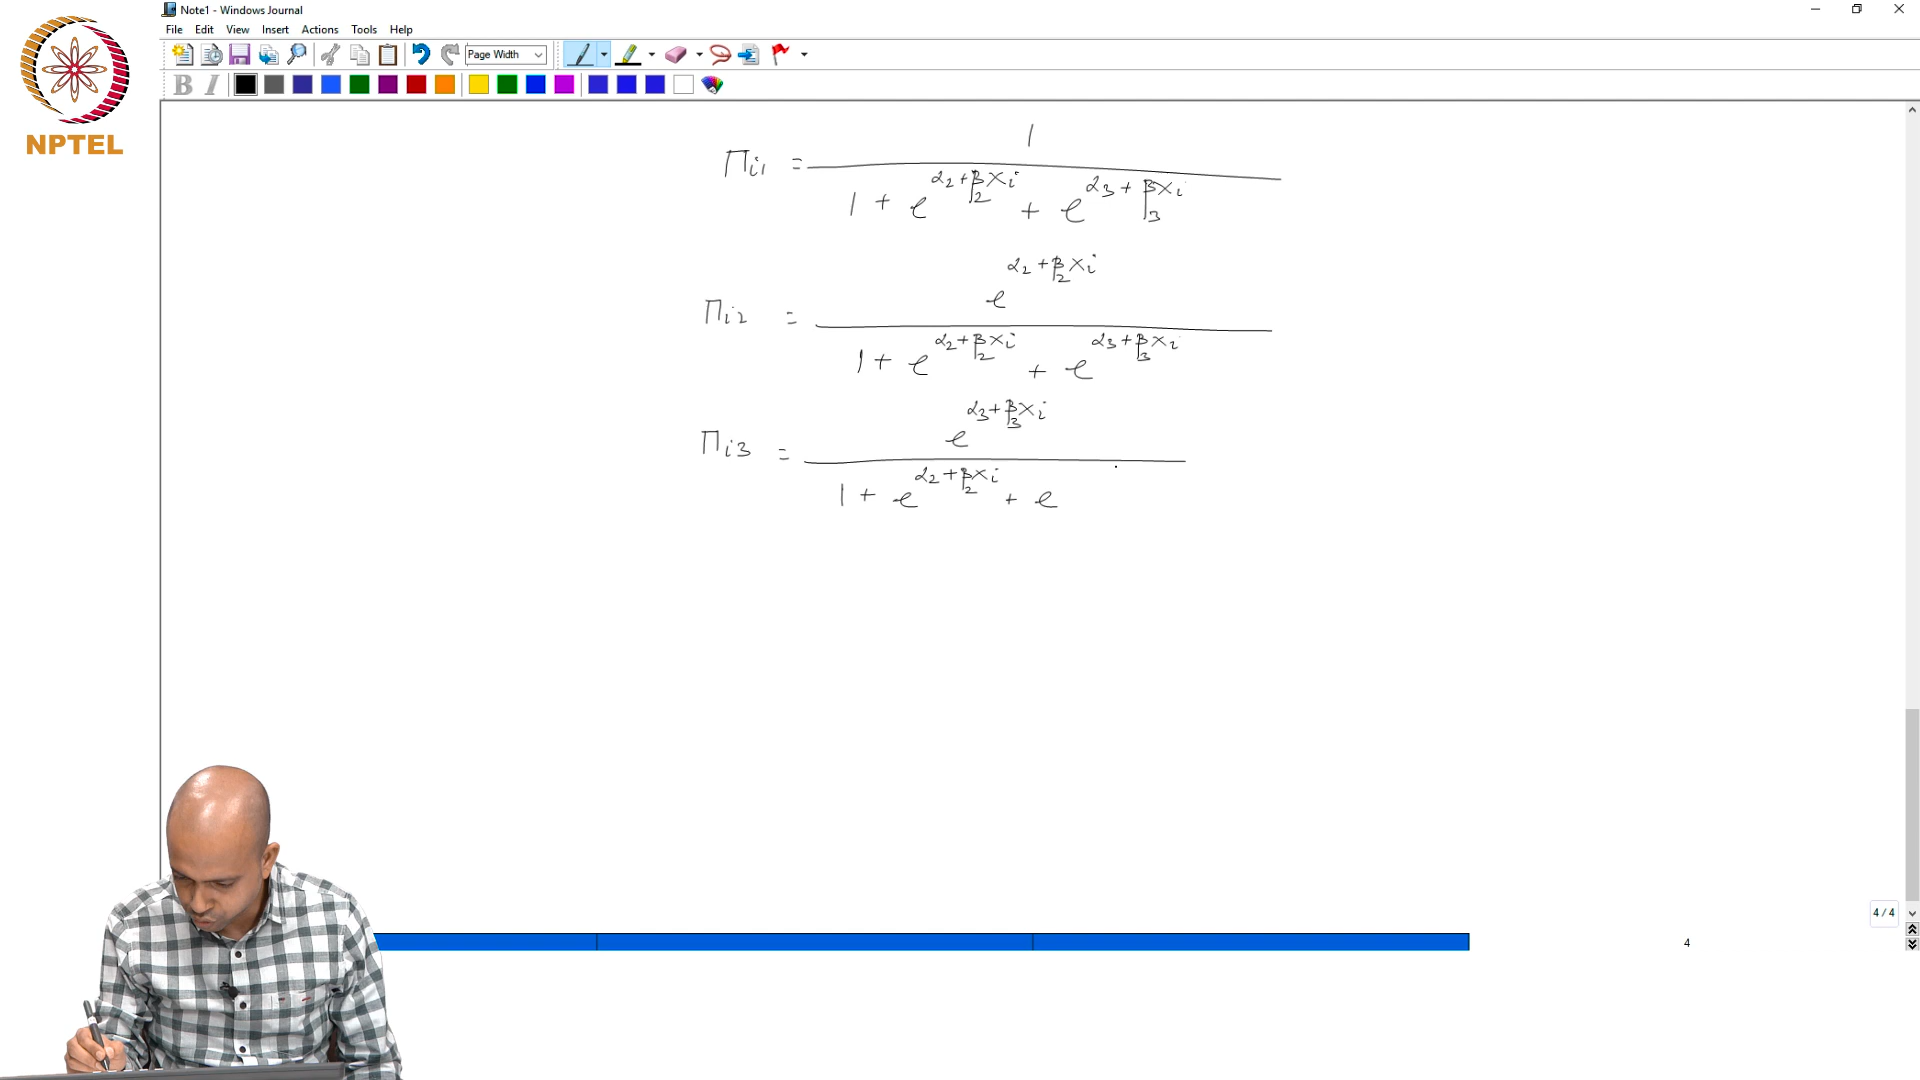 Note1 - Windows Journal
File Edit View Insert Actions Tools Help
Page Width
B I
NPTEL
Πi1 = 1 / (1 + e^(α2+β2Xi) + e^(α3+β3Xi))
Πi2 = e^(α2+β2Xi) / (1 + e^(α2+β2Xi) + e^(α3+β3Xi))
Πi3 = e^(α3+β3Xi) / (1 + e^(α2+β2Xi) + e
4 / 4
4